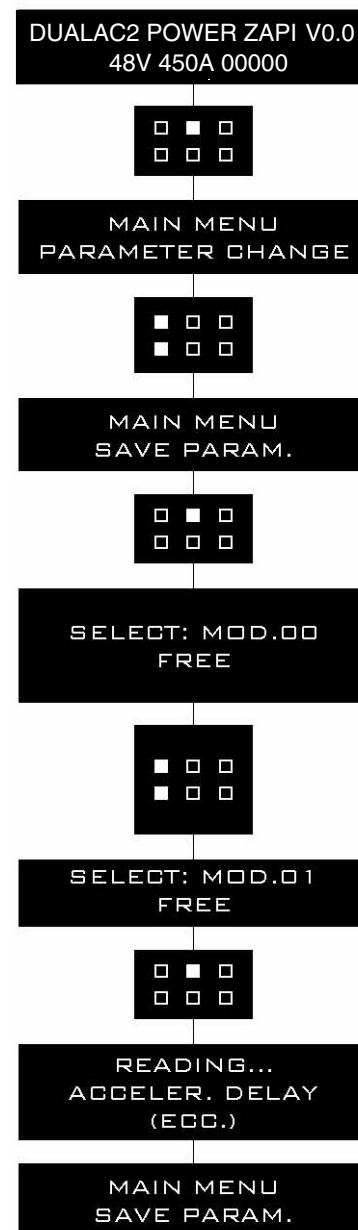 DUALAC2 POWER ZAPI V0.0
48V 450A 00000
MAIN MENU
PARAMETER CHANGE
MAIN MENU
SAVE PARAM.
SELECT: MOD.00
FREE
SELECT: MOD.01
FREE
READING...
ACCELER. DELAY
(ECC.)
MAIN MENU
SAVE PARAM.